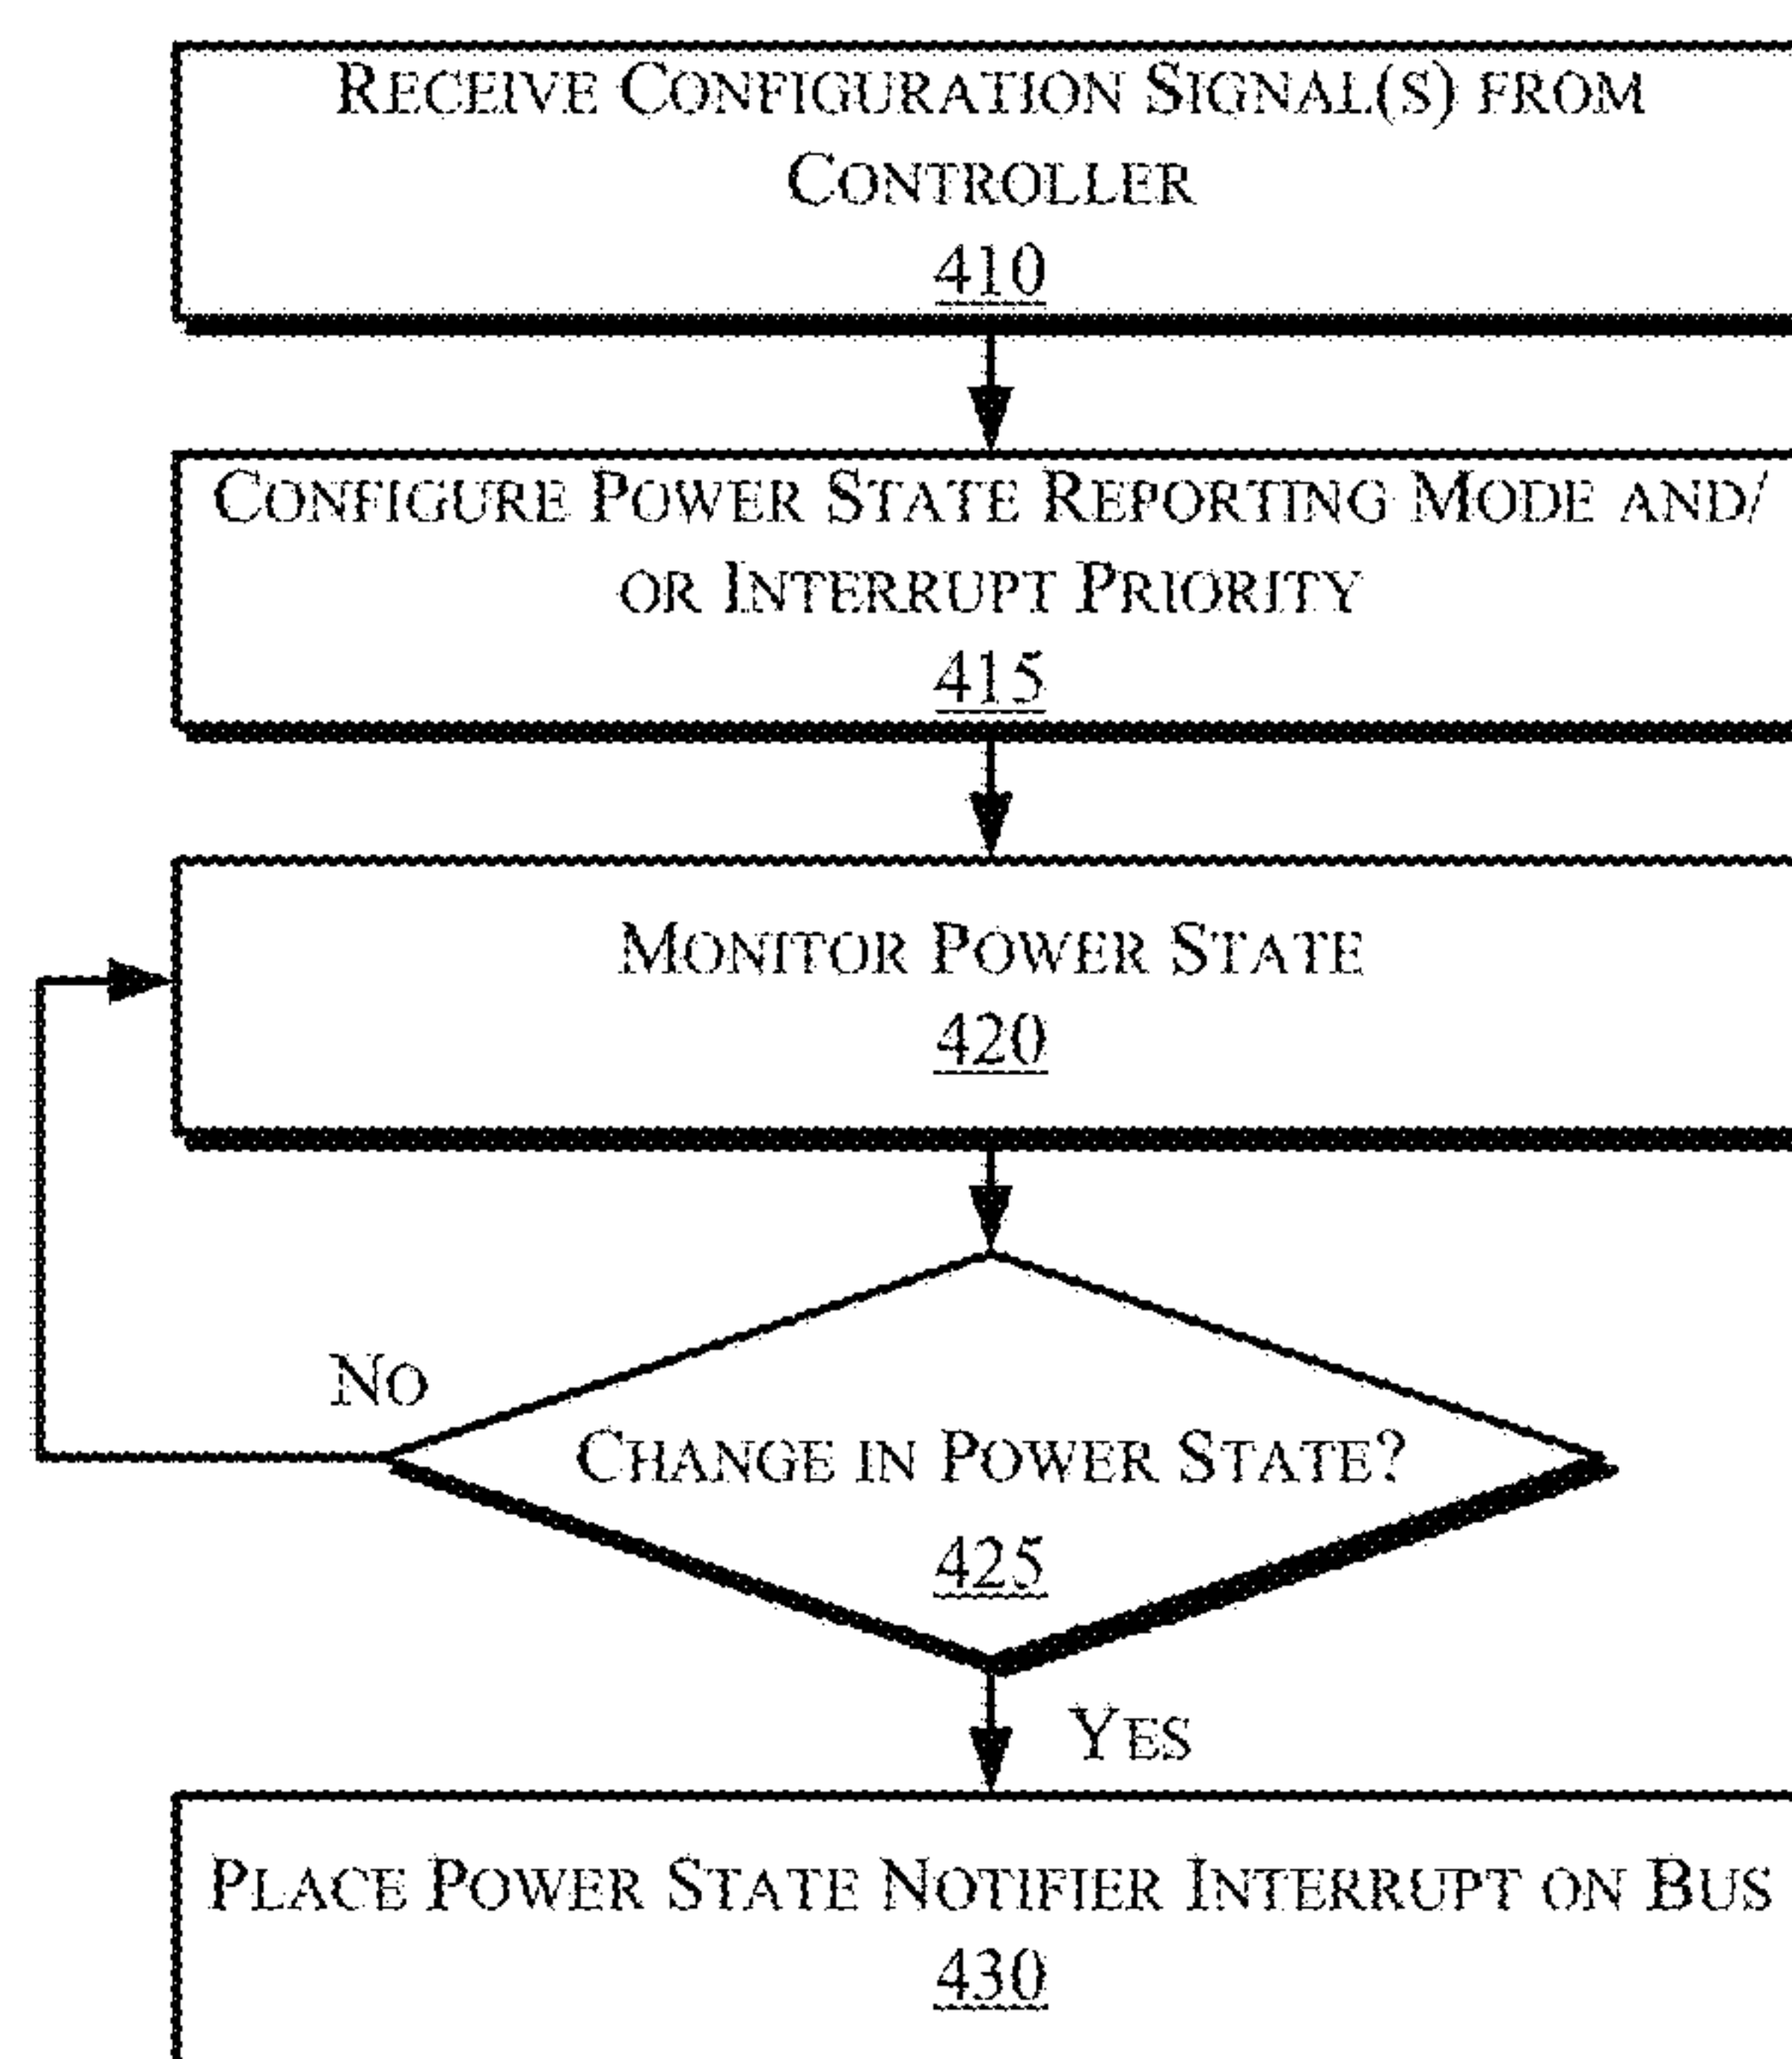 RECEIVE CONFIGURATION SIGNAL(S) FROM
CONTROLLER
410
CONFIGURE POWER STATE REPORTING MODE AND/
OR INTERRUPT PRIORITY
415
MONITOR POWER STATE
420
NO
CHANGE IN POWER STATE?
425
YES
PLACE POWER STATE NOTIFIER INTERRUPT ON BUS
430